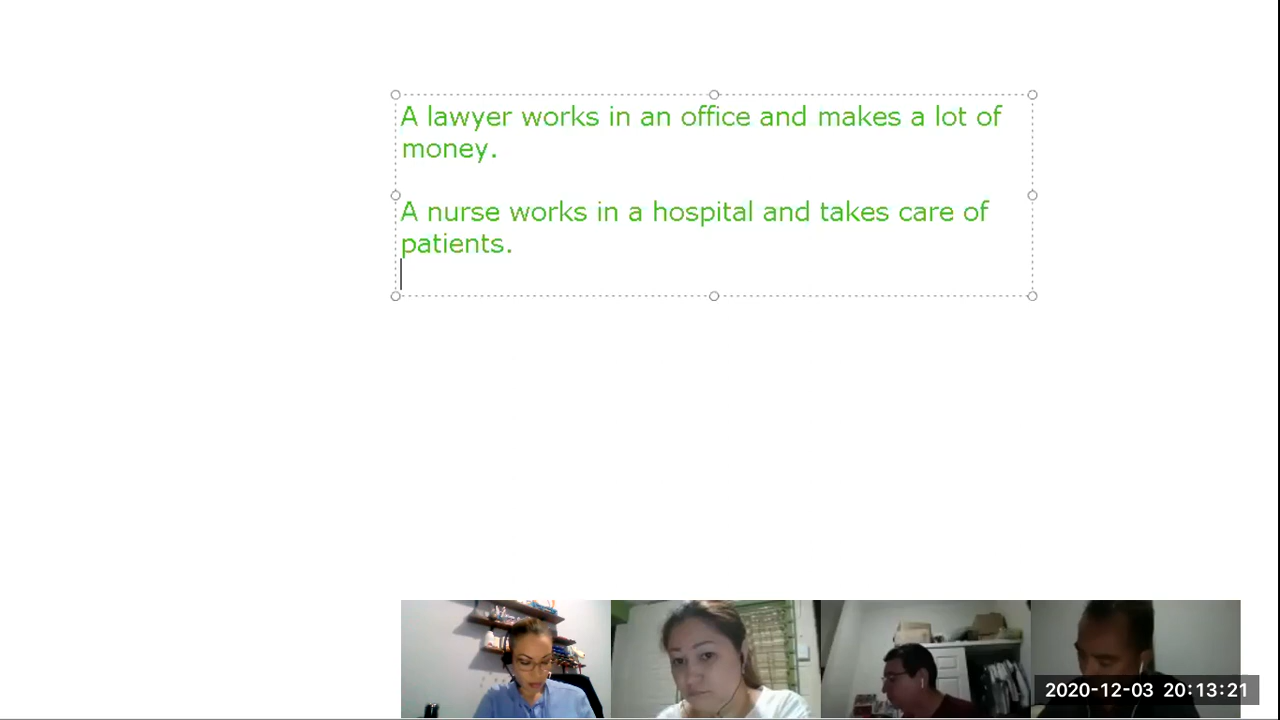 A lawyer works in an office and makes a lot of
money.
A nurse works in a hospital and takes care of
patients.
2020-12-03 20:13:21